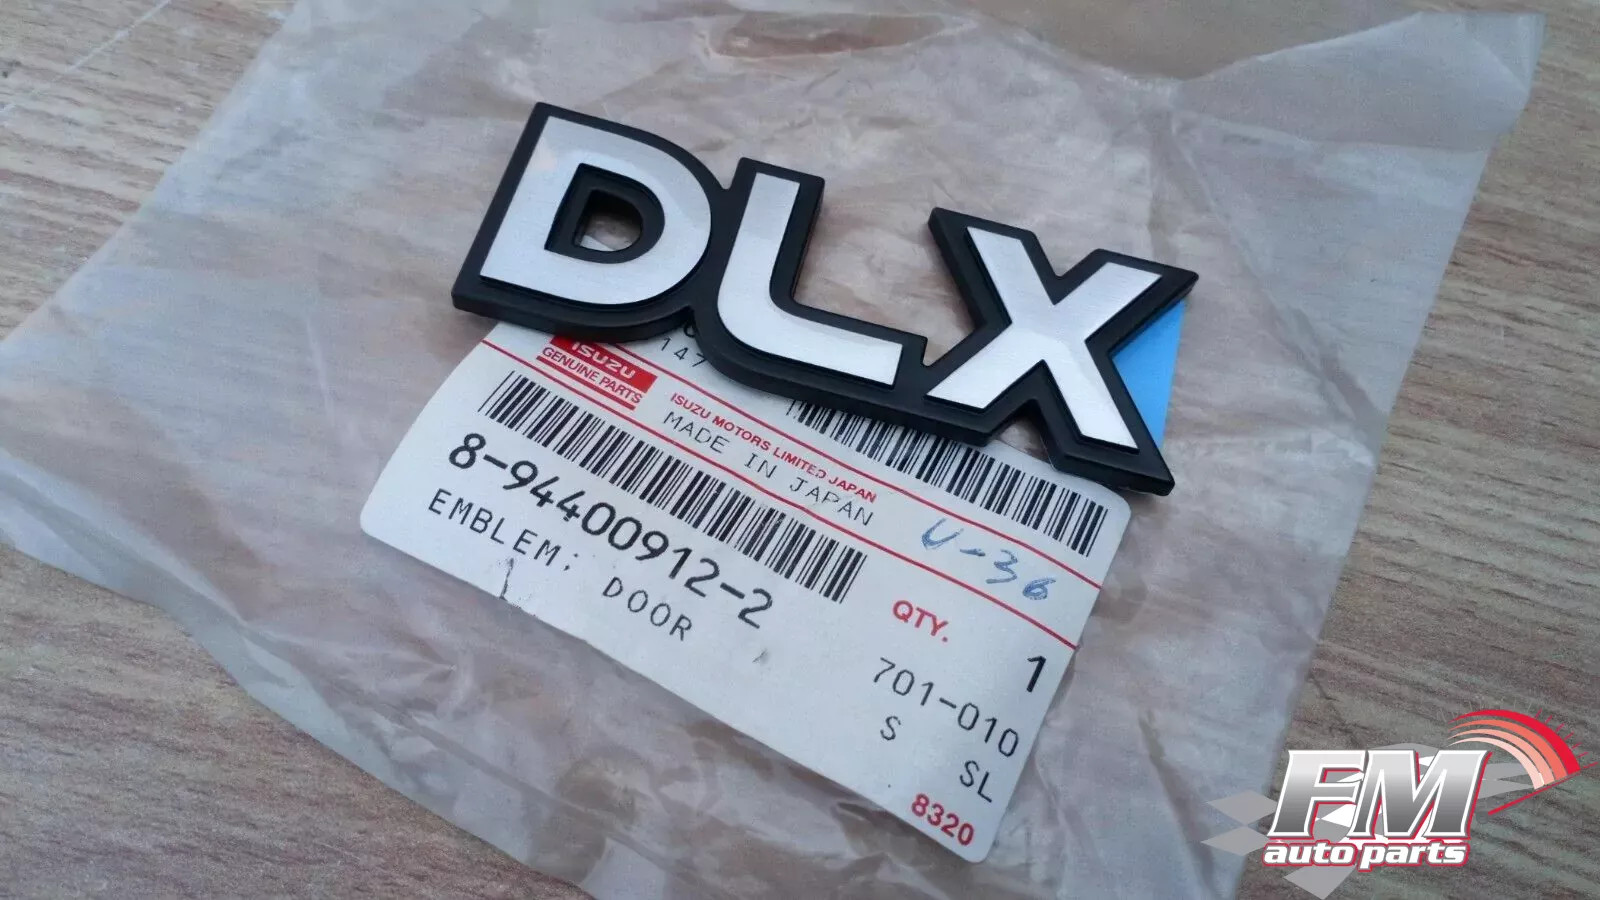 DLX
147
ISUZU
GENUINE PARTS
ISUZU MOTORS LIMITED JAPAN
MADE IN JAPAN
U-36
8-94400912-2
EMBLEM; DOOR
QTY.
1
701-010
S
SL
8320
FM
auto parts